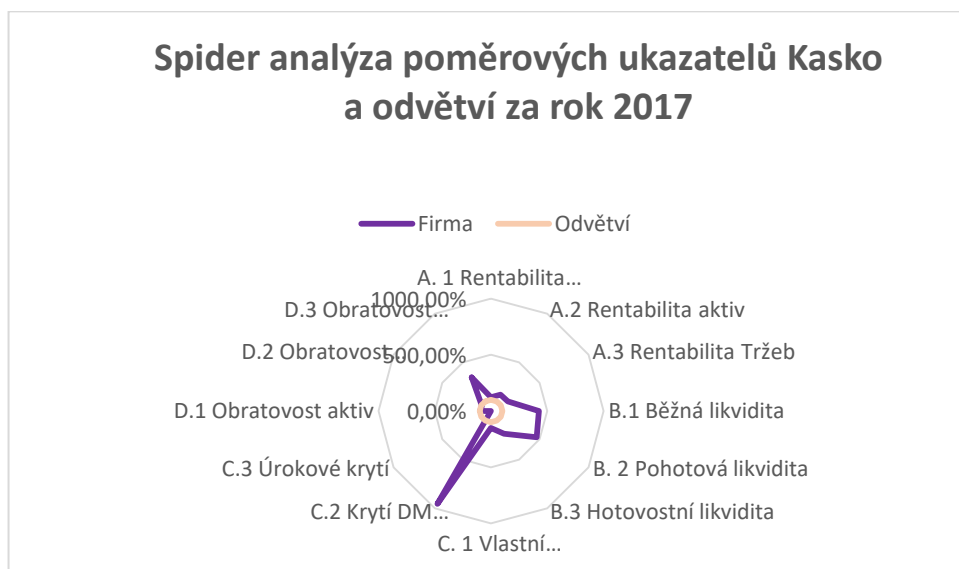 Spider analýza poměrových ukazatelů Kasko
a odvětví za rok 2017
Firma
Odvětví
A. 1 Rentabilita...
1000,00%
D.3 Obratovost...
A.2 Rentabilita aktiv
D.2 Obratovost...
500,00%
A.3 Rentabilita Tržeb
D.1 Obratovost aktiv
0,00%
B.1 Běžná likvidita
C.3 Úrokové krytí
B. 2 Pohotová likvidita
C.2 Krytí DM...
B.3 Hotovostní likvidita
C. 1 Vlastní...